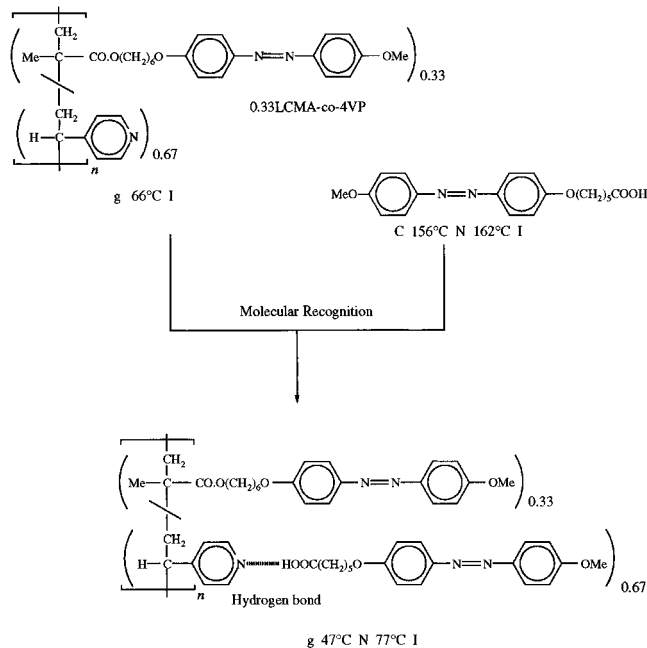 CH₂
Me—C—CO.O(CH₂)₆O—N=N—OMe
0.33
0.33LCMA-co-4VP
CH₂
H—C—N
0.67
n
g 66°C I
MeO—N=N—O(CH₂)₅COOH
C 156°C N 162°C I
Molecular Recognition
CH₂
Me—C—CO.O(CH₂)₆O—N=N—OMe
0.33
CH₂
H—C—N HOOC(CH₂)₅O—N=N—OMe
0.67
n
Hydrogen bond
g 47°C N 77°C I